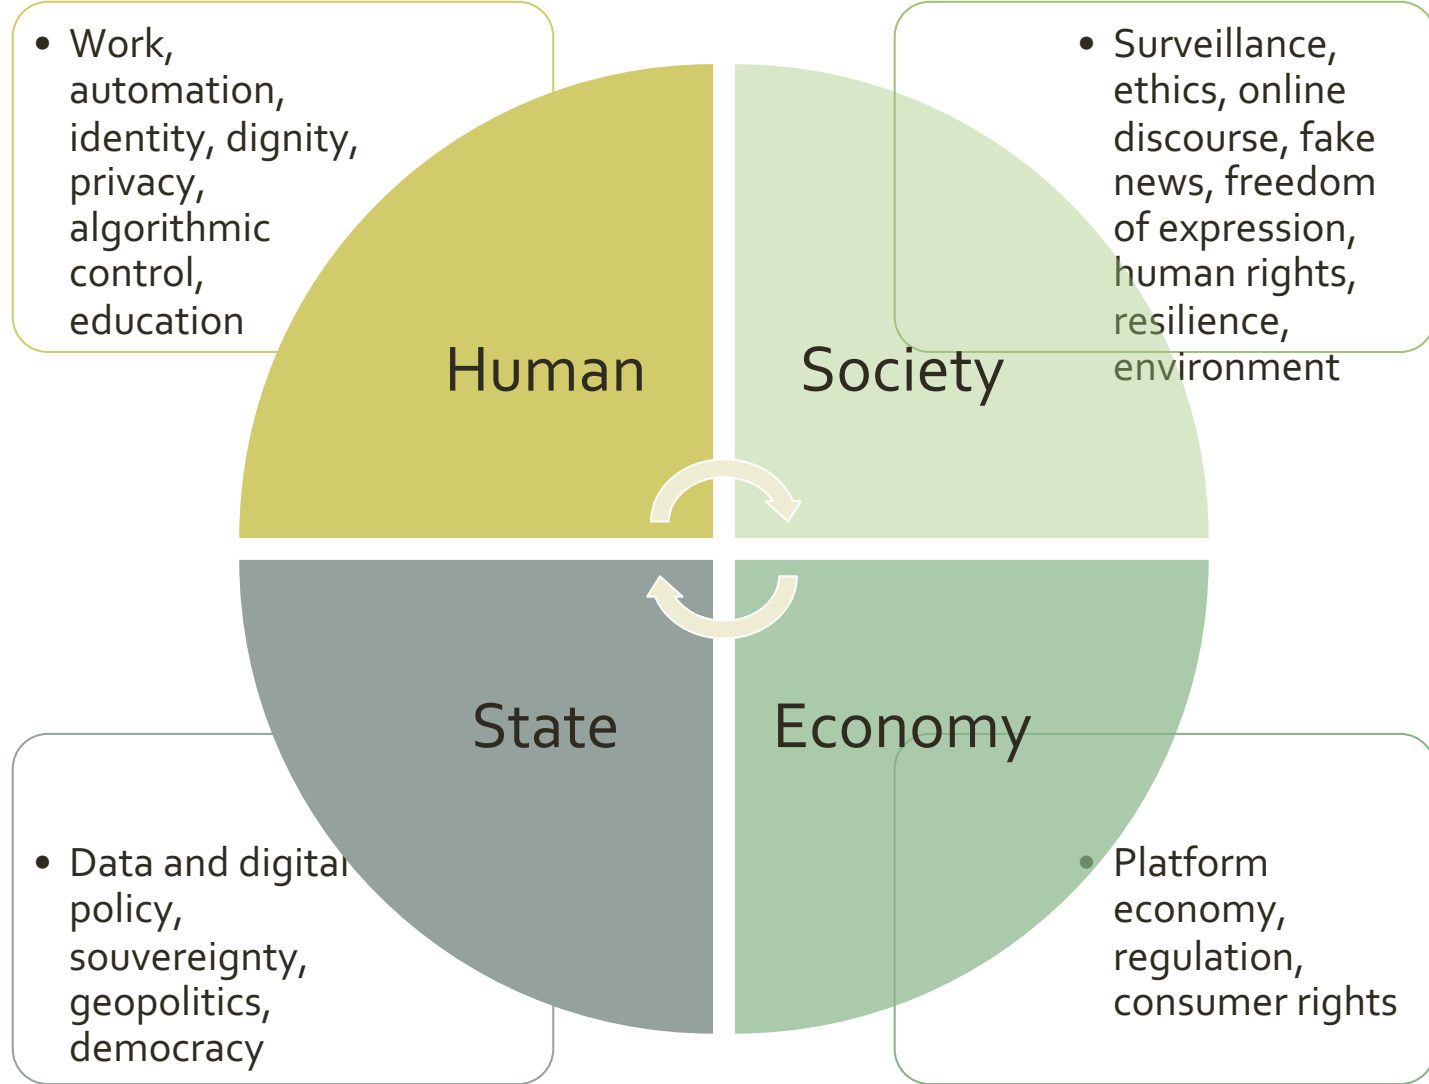 • Work,
automation,
identity, dignity,
privacy,
algorithmic
control,
education
• Surveillance,
ethics, online
discourse, fake
news, freedom
of expression,
human rights,
resilience,
environment
Human
Society
State
Economy
• Data and digital
policy,
souvereignty,
geopolitics,
democracy
• Platform
economy,
regulation,
consumer rights